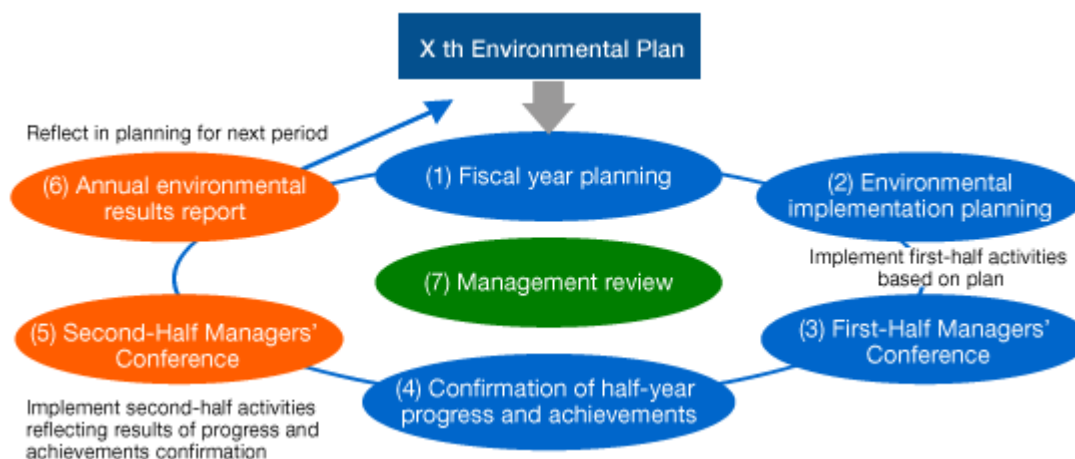 X th Environmental Plan
Reflect in planning for next period
(1) Fiscal year planning
(6) Annual environmental
results report
(2) Environmental
implementation planning
Implement first-half activities
based on plan
(7) Management review
(5) Second-Half Managers'
Conference
(3) First-Half Managers'
Conference
(4) Confirmation of half-year
progress and achievements
Implement second-half activities
reflecting results of progress and
achievements confirmation